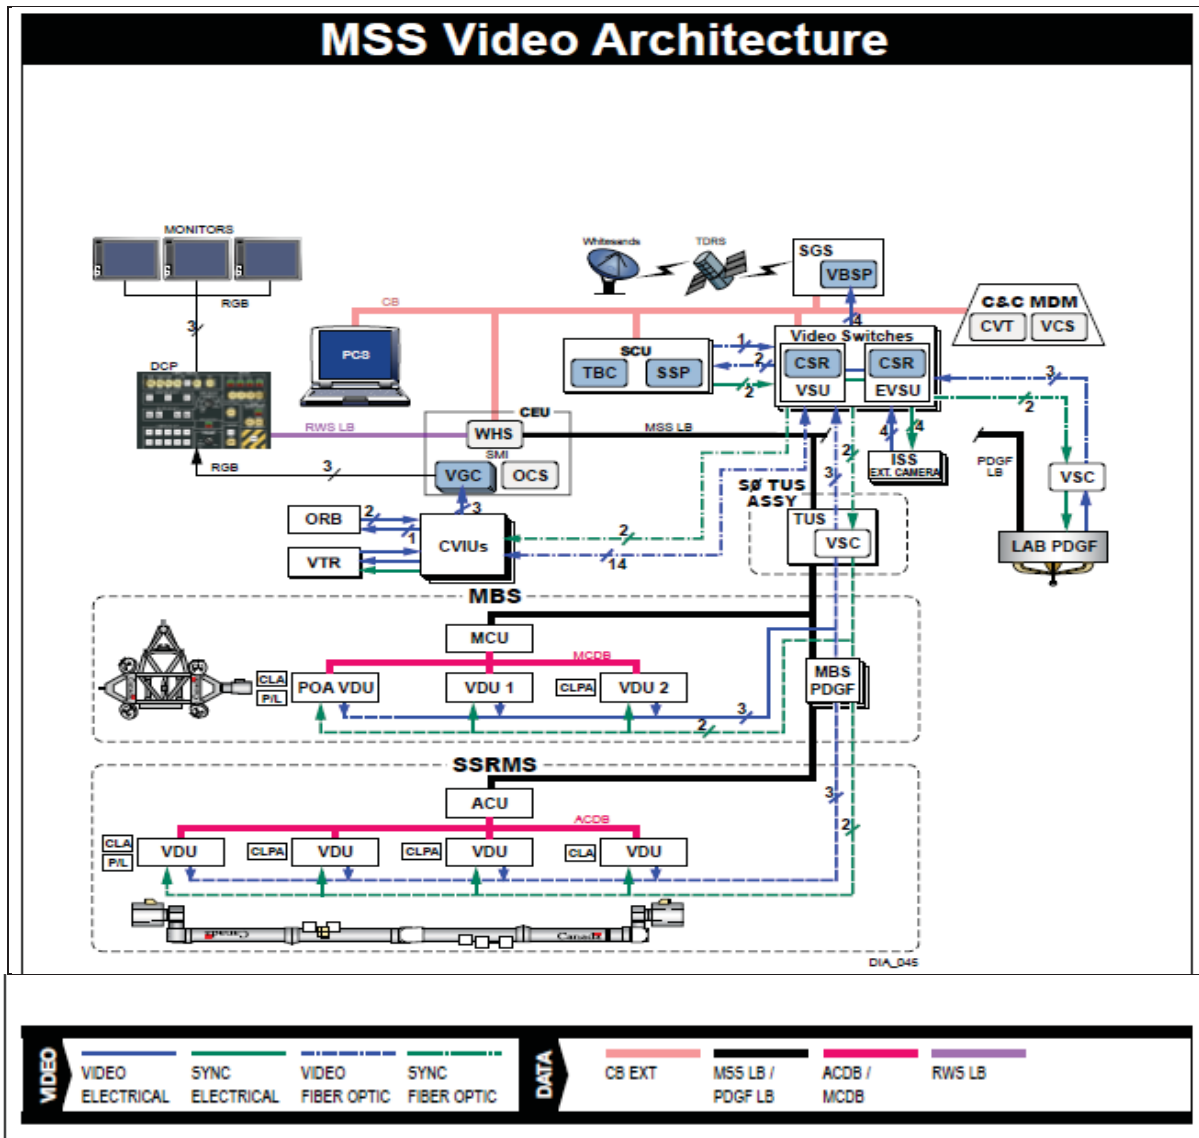 MSS Video Architecture
MONITORS
RGB
3
DCP
Whitesands
TDRS
SGS
VBSP
4
CB
C&C MDM
CVT
VCS
PCS
SCU
TBC
SSP
1
2
2
Video Switches
CSR
CSR
VSU
EVSU
3
2
CEU
WHS
RWS LB
MSS LB
SMI
VGC
OCS
RGB
3
4
4
ISS
EXT. CAMERA
PDGF
LB
VSC
LAB PDGF
2
3
SØ TUS
ASSY
TUS
VSC
ORB
2
1
3
CVIUs
VTR
2
14
MBS
MCU
MCDB
CLA
P/L
POA VDU
VDU 1
CLPA
VDU 2
MBS
PDGF
3
2
SSRMS
ACU
ACDB
3
2
CLA
P/L
VDU
CLPA
VDU
CLPA
VDU
CLA
VDU
Canada
Canada
DIA_045
VIDEO
VIDEO
ELECTRICAL
SYNC
ELECTRICAL
VIDEO
FIBER OPTIC
SYNC
FIBER OPTIC
DATA
CB EXT
MSS LB /
PDGF LB
ACDB /
MCDB
RWS LB